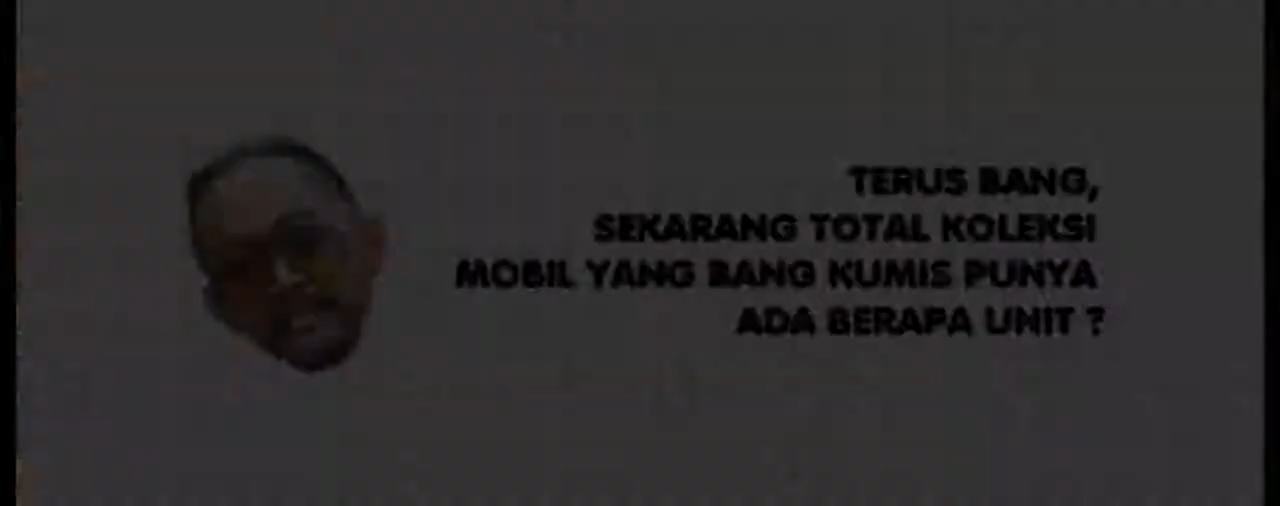 TERUS BANG,
SEKARANG TOTAL KOLEKSI
MOBIL YANG BANG KUMIS PUNYA
ADA BERAPA UNIT ?